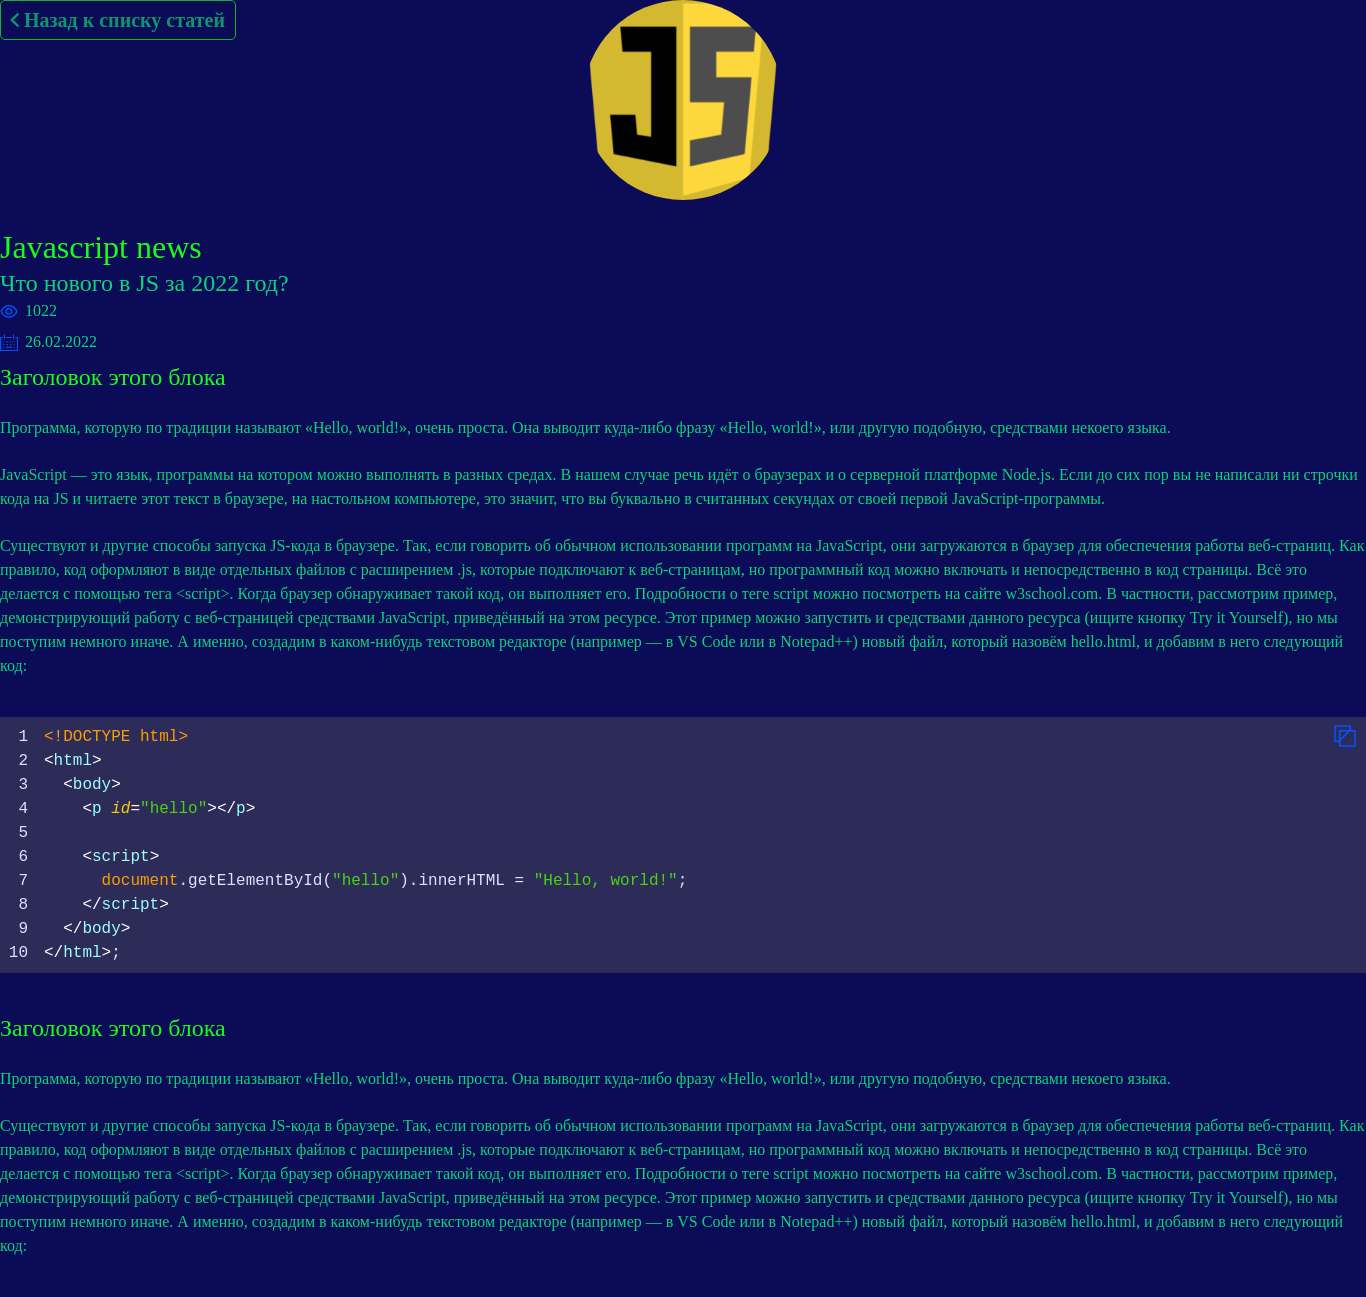 Назад к списку статей
JS
Javascript news
Что нового в JS за 2022 год?
1022
26.02.2022
Заголовок этого блока
Программа, которую по традиции называют «Hello, world!», очень проста. Она выводит куда-либо фразу «Hello, world!», или другую подобную, средствами некоего языка.
JavaScript — это язык, программы на котором можно выполнять в разных средах. В нашем случае речь идёт о браузерах и о серверной платформе Node.js. Если до сих пор вы не написали ни строчки
кода на JS и читаете этот текст в браузере, на настольном компьютере, это значит, что вы буквально в считанных секундах от своей первой JavaScript-программы.
Существуют и другие способы запуска JS-кода в браузере. Так, если говорить об обычном использовании программ на JavaScript, они загружаются в браузер для обеспечения работы веб-страниц. Как
правило, код оформляют в виде отдельных файлов с расширением .js, которые подключают к веб-страницам, но программный код можно включать и непосредственно в код страницы. Всё это
делается с помощью тега <script>. Когда браузер обнаруживает такой код, он выполняет его. Подробности о теге script можно посмотреть на сайте w3school.com. В частности, рассмотрим пример,
демонстрирующий работу с веб-страницей средствами JavaScript, приведённый на этом ресурсе. Этот пример можно запустить и средствами данного ресурса (ищите кнопку Try it Yourself), но мы
поступим немного иначе. А именно, создадим в каком-нибудь текстовом редакторе (например — в VS Code или в Notepad++) новый файл, который назовём hello.html, и добавим в него следующий
код:
1 <!DOCTYPE html>
2 <html>
3   <body>
4     <p id="hello"></p>
5
6     <script>
7       document.getElementById("hello").innerHTML = "Hello, world!";
8     </script>
9   </body>
10 </html>;
Заголовок этого блока
Программа, которую по традиции называют «Hello, world!», очень проста. Она выводит куда-либо фразу «Hello, world!», или другую подобную, средствами некоего языка.
Существуют и другие способы запуска JS-кода в браузере. Так, если говорить об обычном использовании программ на JavaScript, они загружаются в браузер для обеспечения работы веб-страниц. Как
правило, код оформляют в виде отдельных файлов с расширением .js, которые подключают к веб-страницам, но программный код можно включать и непосредственно в код страницы. Всё это
делается с помощью тега <script>. Когда браузер обнаруживает такой код, он выполняет его. Подробности о теге script можно посмотреть на сайте w3school.com. В частности, рассмотрим пример,
демонстрирующий работу с веб-страницей средствами JavaScript, приведённый на этом ресурсе. Этот пример можно запустить и средствами данного ресурса (ищите кнопку Try it Yourself), но мы
поступим немного иначе. А именно, создадим в каком-нибудь текстовом редакторе (например — в VS Code или в Notepad++) новый файл, который назовём hello.html, и добавим в него следующий
код: